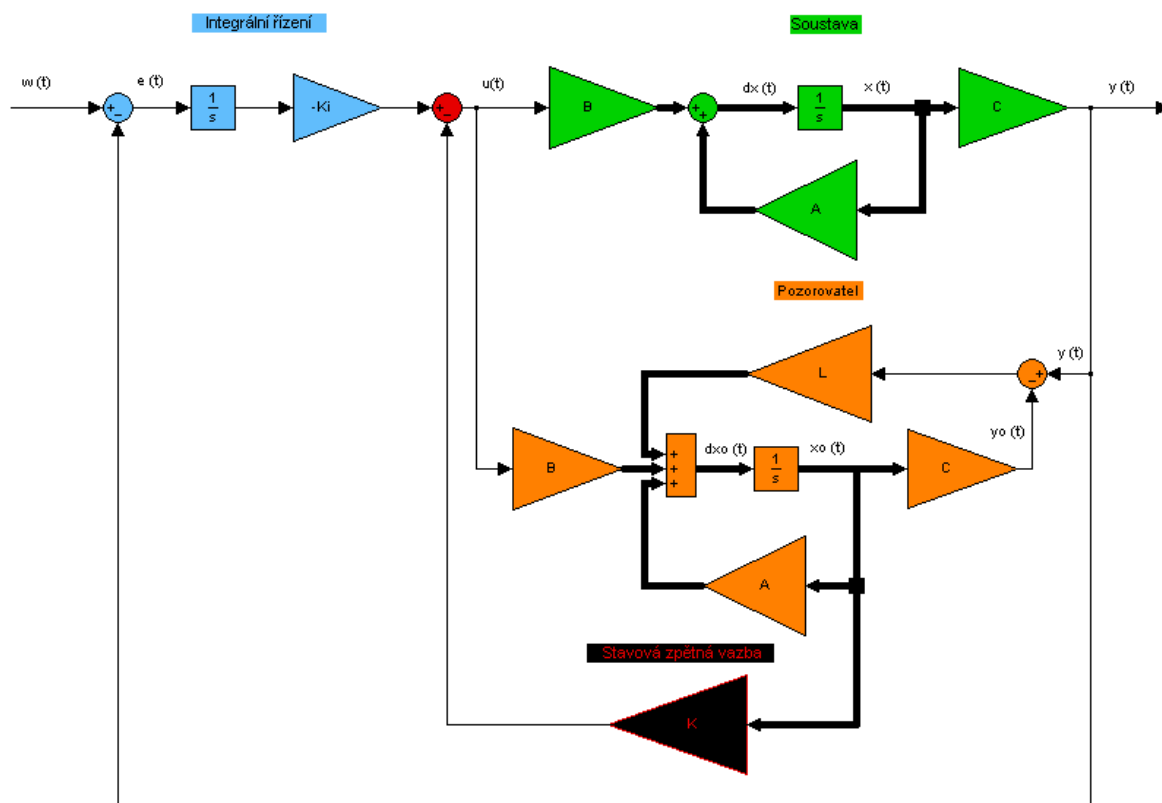 Integrální řízení
Soustava
w (t)
e (t)
+
−
1
s
-Ki
+
−
u(t)
B
+
+
dx (t)
1
s
x (t)
C
y (t)
A
Pozorovatel
L
−
+
y (t)
yo (t)
B
+
+
+
dxo (t)
1
s
xo (t)
C
A
Stavová zpětná vazba
K